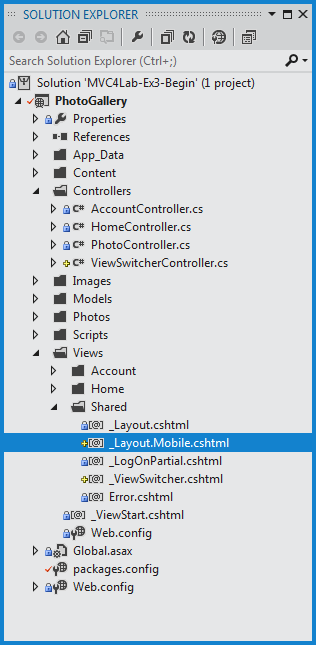 SOLUTION EXPLORER
Search Solution Explorer (Ctrl+;)
Solution 'MVC4Lab-Ex3-Begin' (1 project)
PhotoGallery
Properties
References
App_Data
Content
Controllers
C# AccountController.cs
C# HomeController.cs
C# PhotoController.cs
C# ViewSwitcherController.cs
Images
Models
Photos
Scripts
Views
Account
Home
Shared
[@] _Layout.cshtml
[@] _Layout.Mobile.cshtml
[@] _LogOnPartial.cshtml
[@] _ViewSwitcher.cshtml
[@] Error.cshtml
[@] _ViewStart.cshtml
Web.config
Global.asax
packages.config
Web.config